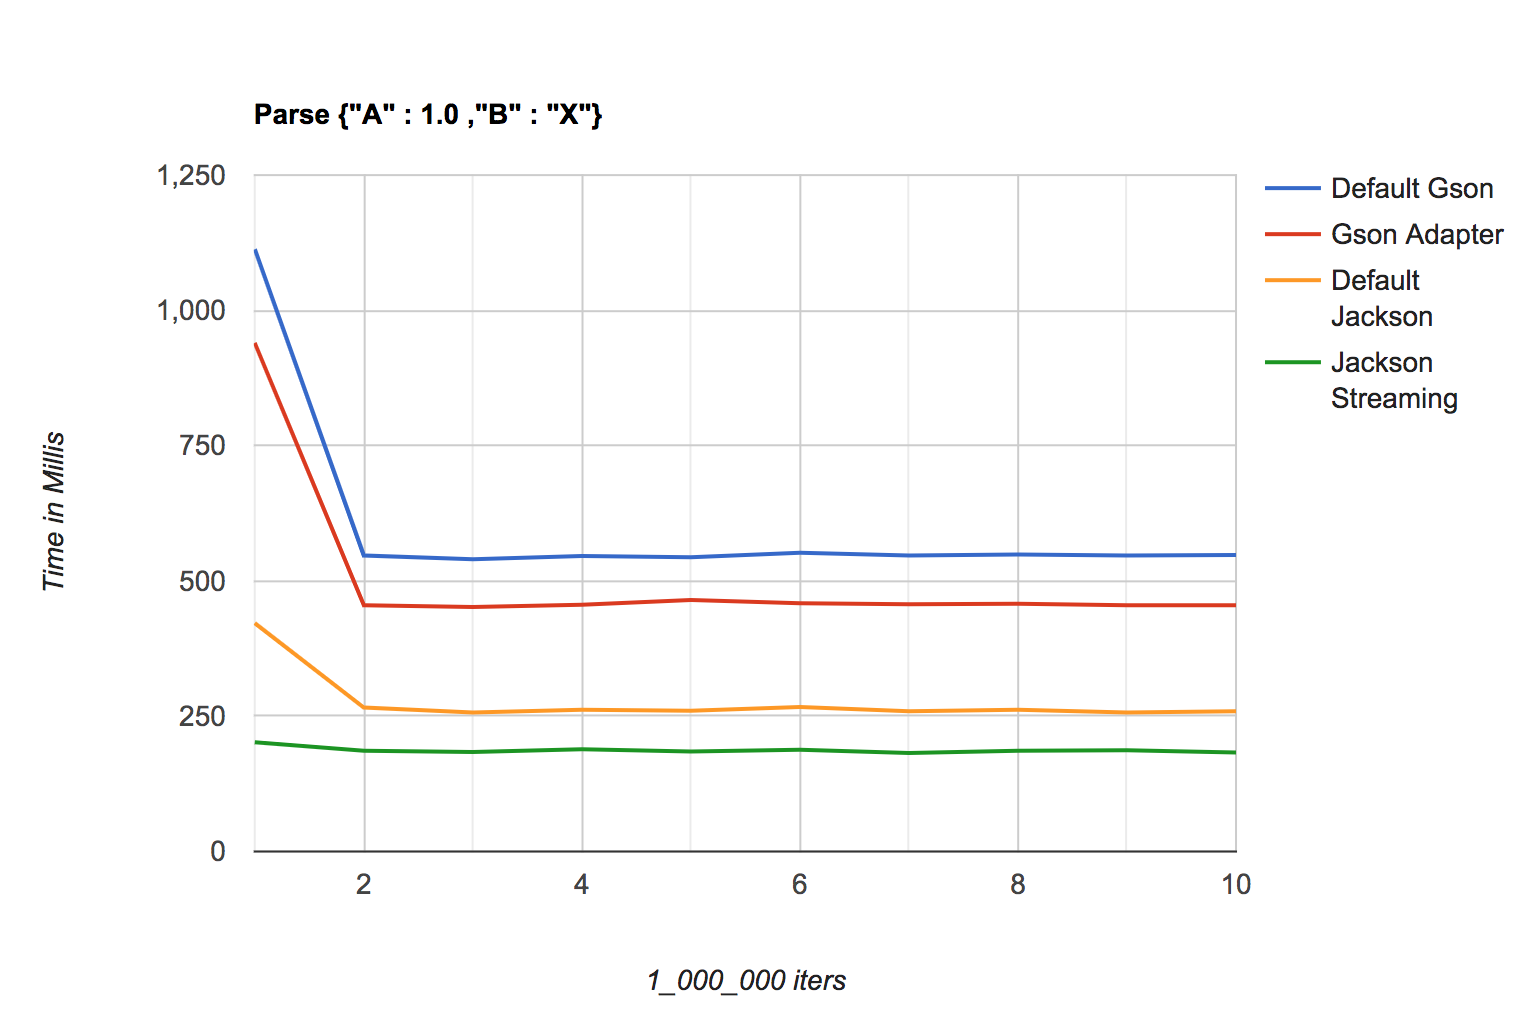 Parse {"A" : 1.0 ,"B" : "X"}
1,250
1,000
750
500
250
0
Time in Millis
2
4
6
8
10
1_000_000 iters
Default Gson
Gson Adapter
Default
Jackson
Jackson
Streaming